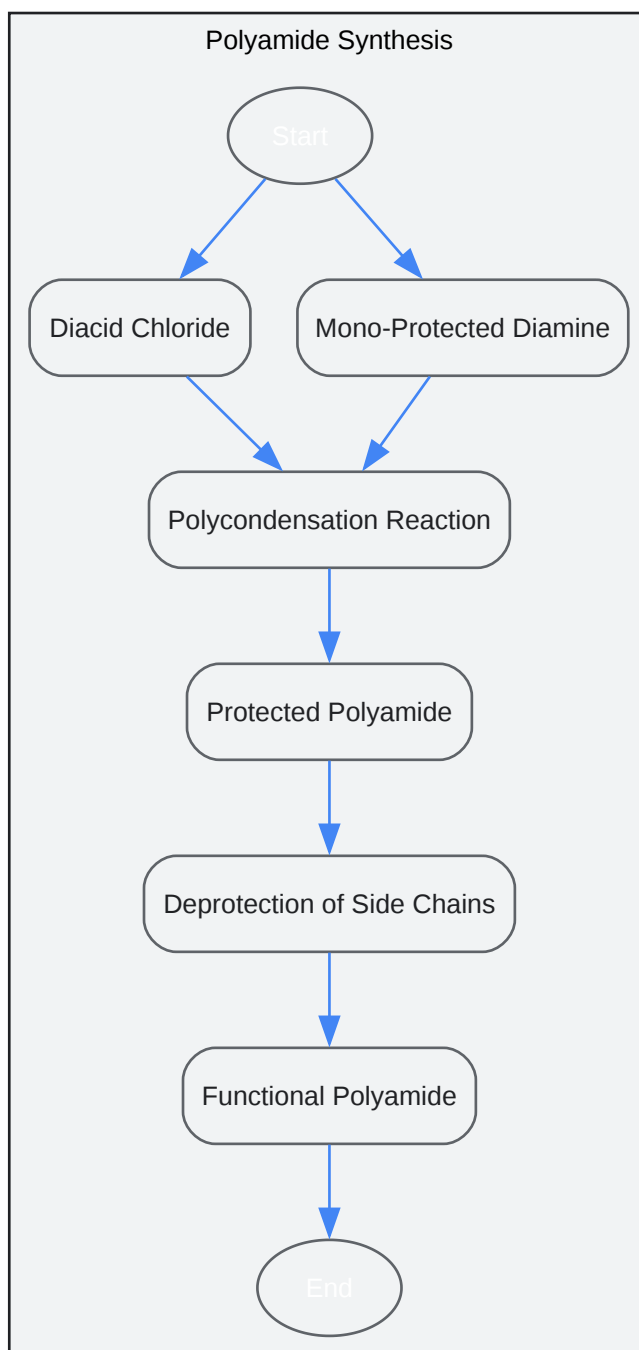 Polyamide Synthesis
Start
Diacid Chloride
Mono-Protected Diamine
Polycondensation Reaction
Protected Polyamide
Deprotection of Side Chains
Functional Polyamide
End